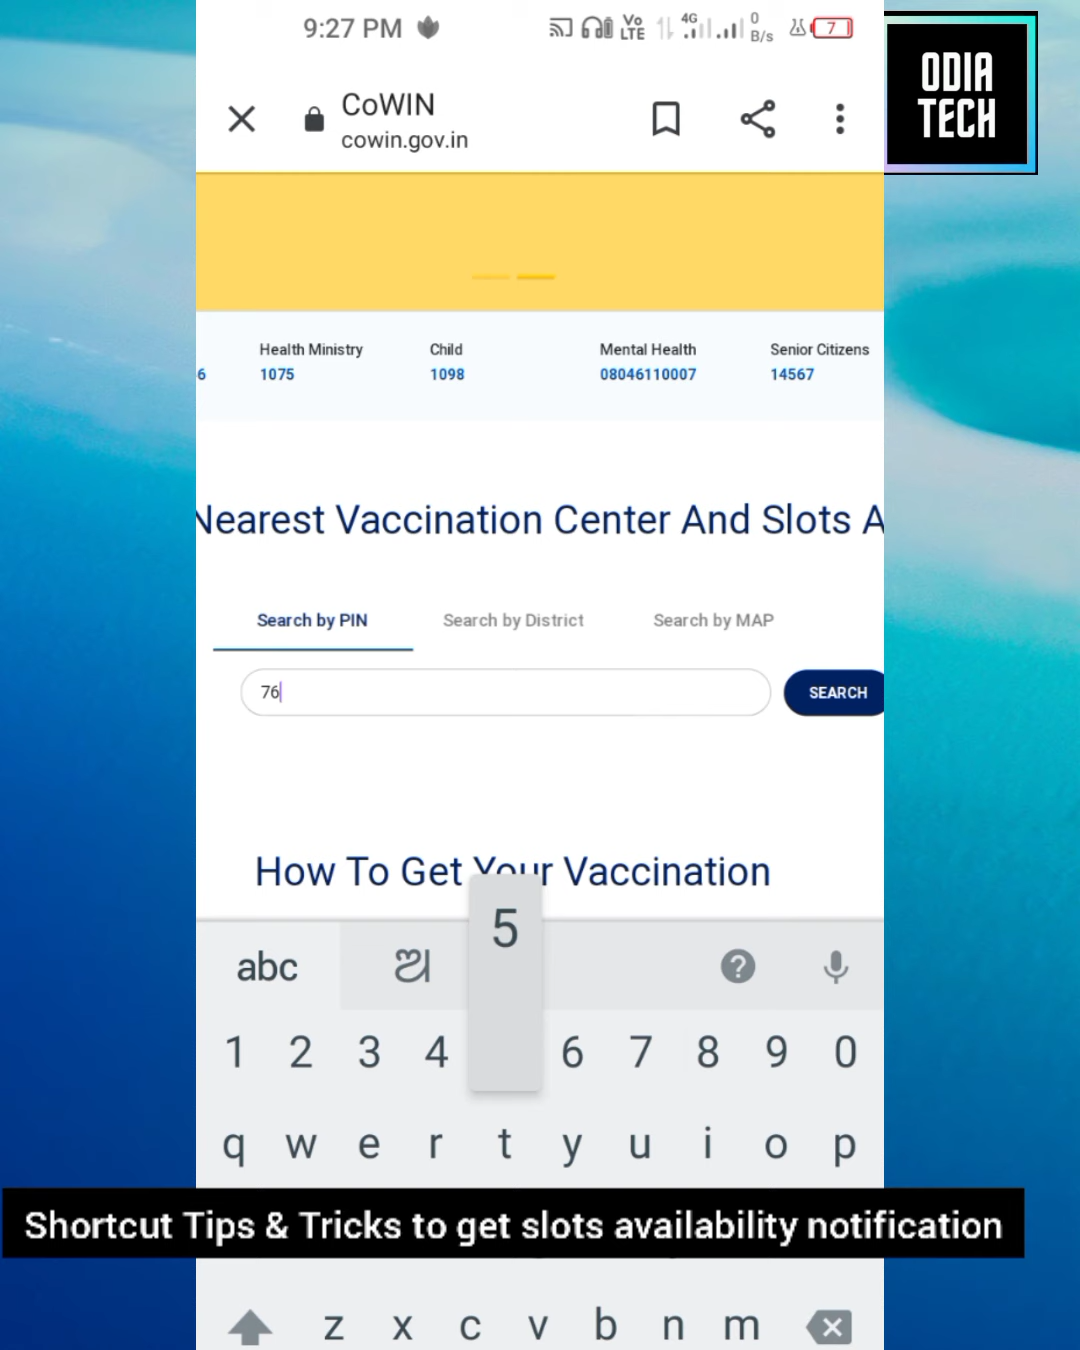 9:27 PM
Vo
LTE
4G
0
B/s
7
ODIA
TECH
CoWIN
cowin.gov.in
Health Ministry
Child
Mental Health
Senior Citizens
6
1075
1098
08046110007
14567
Nearest Vaccination Center And Slots A
Search by PIN
Search by District
Search by MAP
76
SEARCH
How To Get Your Vaccination
5
abc
ଅ
1 2 3 4 6 7 8 9 0
q w e r t y u i o p
Shortcut Tips & Tricks to get slots availability notification
z x c v b n m